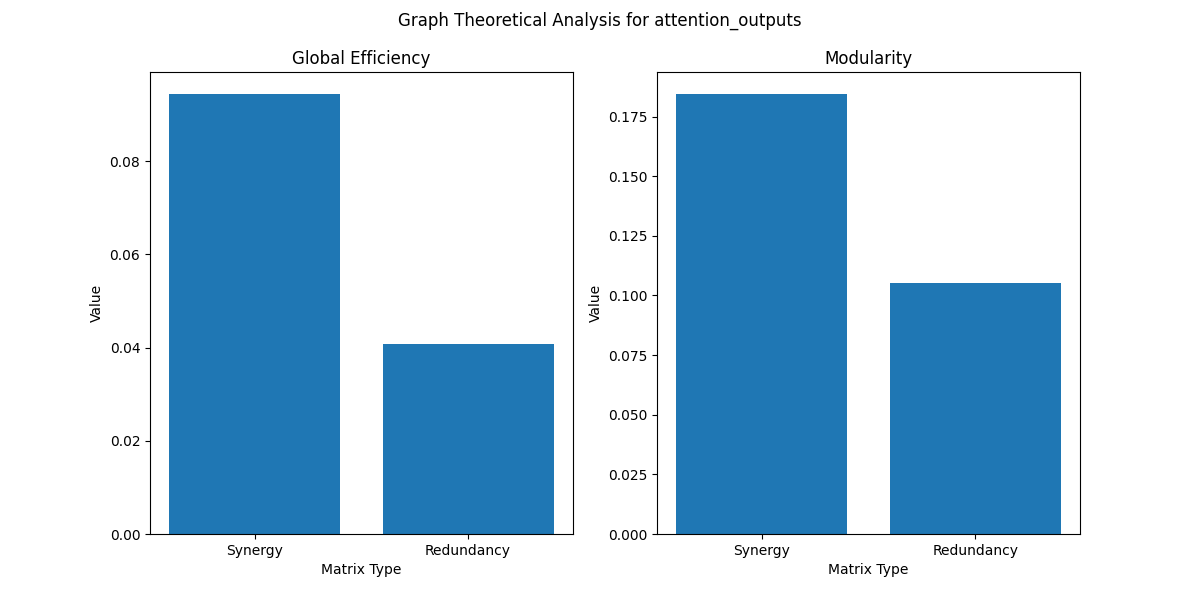 Graph Theoretical Analysis for attention_outputs
Global Efficiency
0.08
0.06
0.04
0.02
0.00
Value
Synergy
Redundancy
Matrix Type
Modularity
0.175
0.150
0.125
0.100
0.075
0.050
0.025
0.000
Value
Synergy
Redundancy
Matrix Type